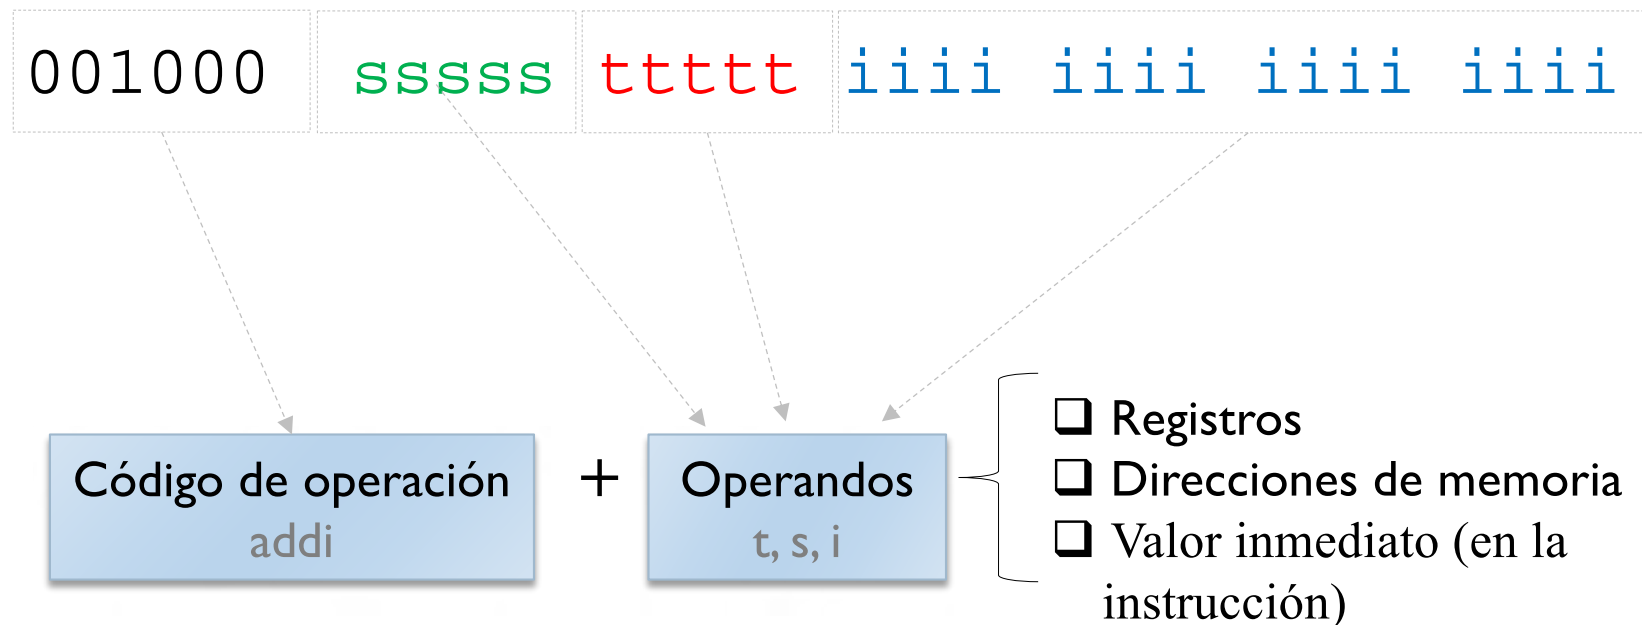 001000 sssss ttttt iiii iiii iiii iiii
Código de operación
addi
+
Operandos
t, s, i
❑ Registros
❑ Direcciones de memoria
❑ Valor inmediato (en la
instrucción)